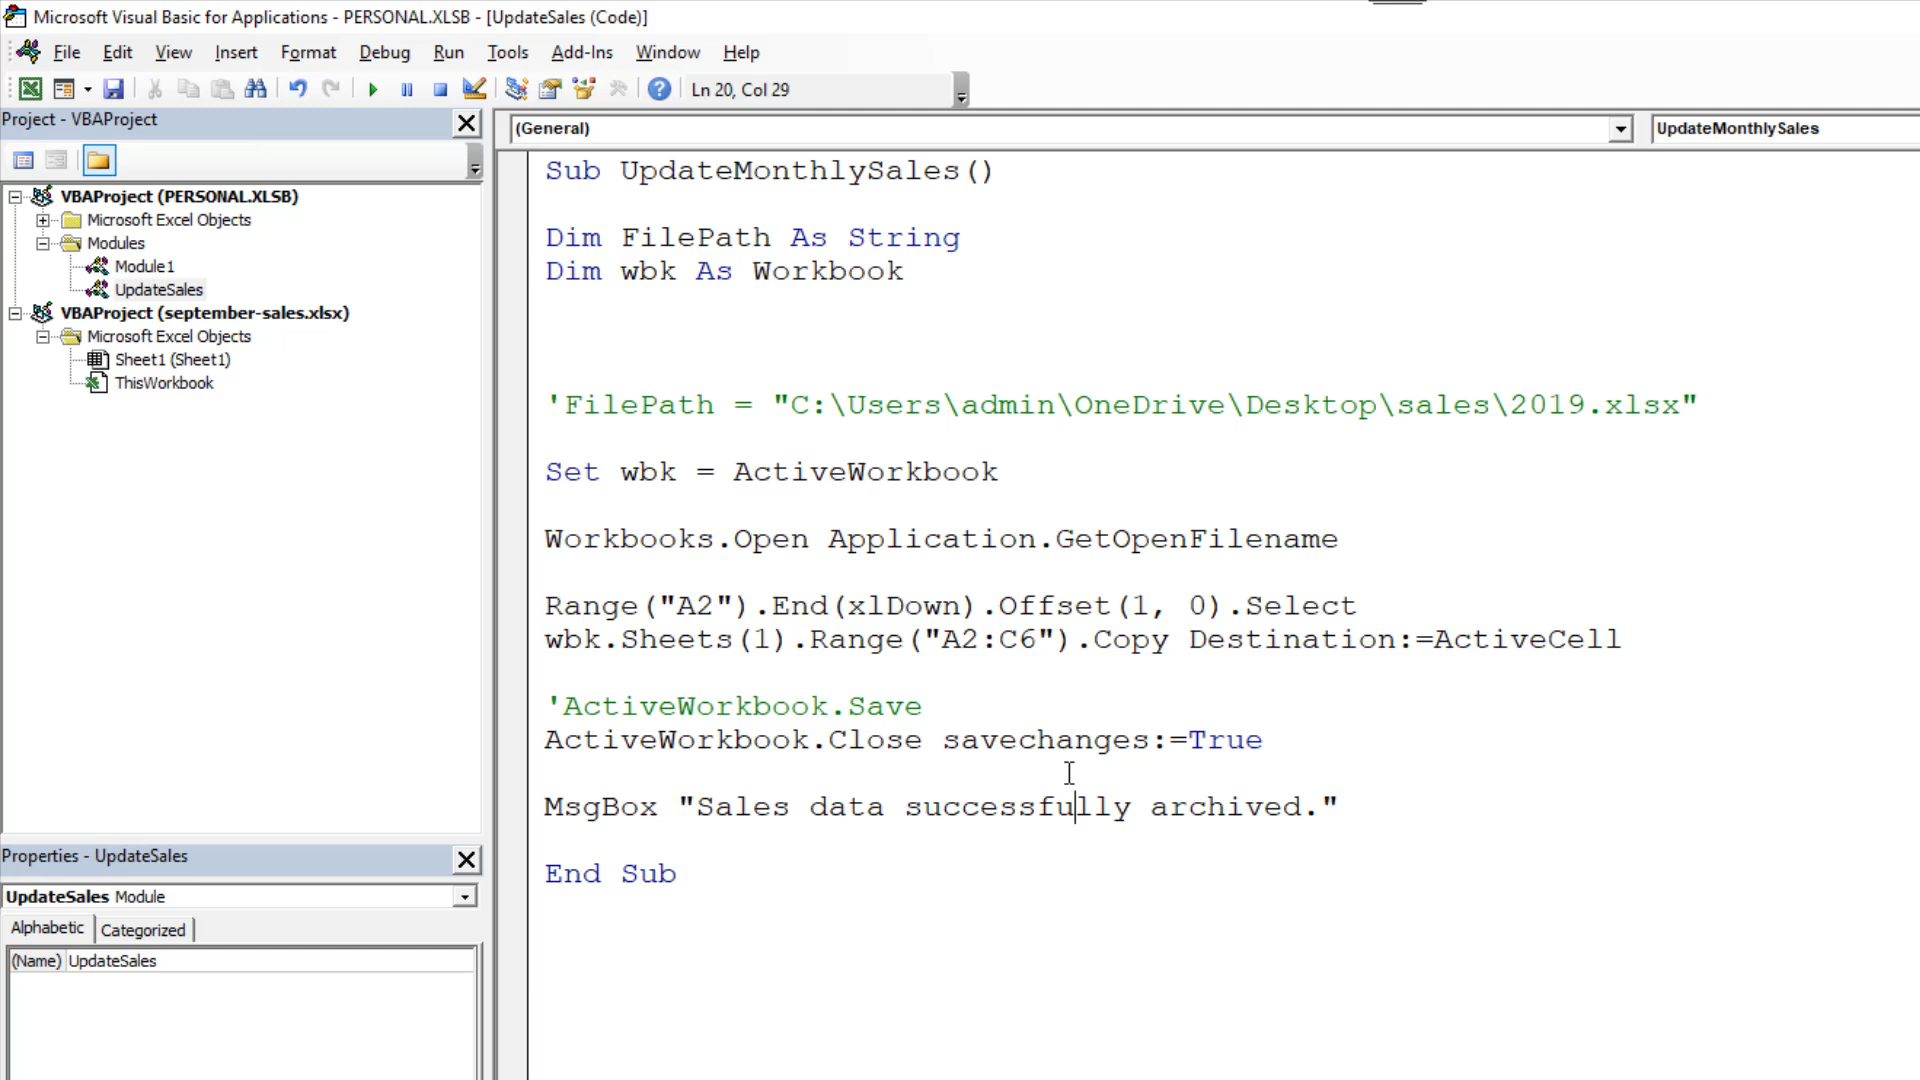 Microsoft Visual Basic for Applications - PERSONAL.XLSB - [UpdateSales (Code)]
File Edit View Insert Format Debug Run Tools Add-Ins Window Help
Ln 20, Col 29
Project - VBAProject
(General)
UpdateMonthlySales
VBAProject (PERSONAL.XLSB)
Microsoft Excel Objects
Modules
Module1
UpdateSales
VBAProject (september-sales.xlsx)
Microsoft Excel Objects
Sheet1 (Sheet1)
ThisWorkbook
Properties - UpdateSales
UpdateSales Module
Alphabetic Categorized
(Name) UpdateSales
Sub UpdateMonthlySales()
Dim FilePath As String
Dim wbk As Workbook
'FilePath = "C:\Users\admin\OneDrive\Desktop\sales\2019.xlsx"
Set wbk = ActiveWorkbook
Workbooks.Open Application.GetOpenFilename
Range("A2").End(xlDown).Offset(1, 0).Select
wbk.Sheets(1).Range("A2:C6").Copy Destination:=ActiveCell
'ActiveWorkbook.Save
ActiveWorkbook.Close savechanges:=True
MsgBox "Sales data successfully archived."
End Sub